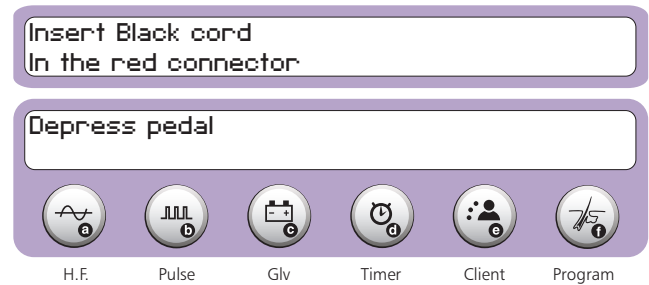 Insert Black cord
In the red connector
Depress pedal
a b c d e f
H.F. Pulse Glv Timer Client Program